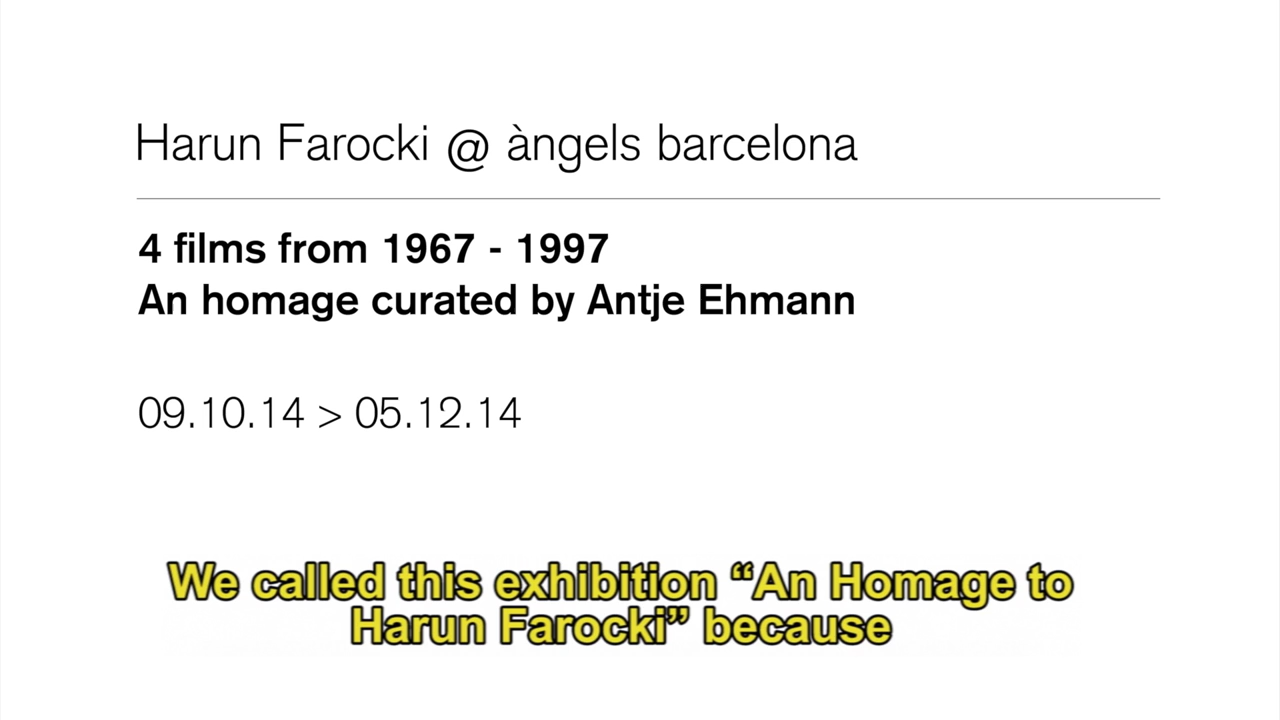 Harun Farocki @ àngels barcelona
4 films from 1967 - 1997
An homage curated by Antje Ehmann
09.10.14 > 05.12.14
We called this exhibition “An Homage to
Harun Farocki” because